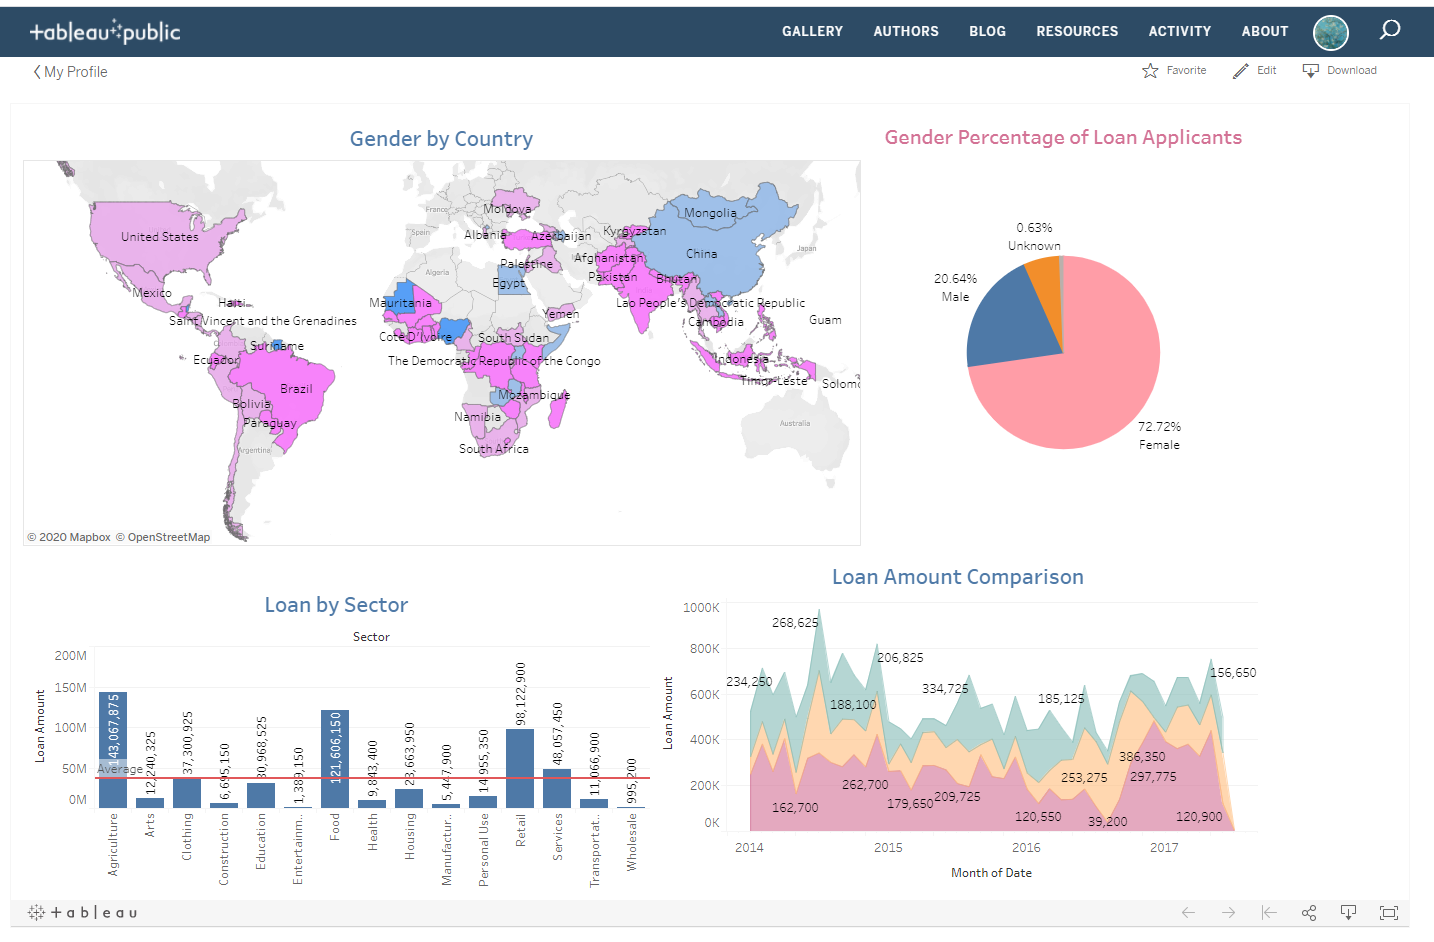 tableau public
GALLERY AUTHORS BLOG RESOURCES ACTIVITY ABOUT
My Profile
Favorite Edit Download
Gender by Country
Gender Percentage of Loan Applicants
France
Moldova
Mongolia
Spain
Albania
Azerbaijan
Kyrgyzstan
Japan
United States
China
Palestine
Afghanistan
Algeria
Egypt
Pakistan
Bhutan
Mexico
Haiti
Mauritania
Lao People's Democratic Republic
Yemen
Saint Vincent and the Grenadines
Cambodia
Guam
Cote D'Ivoire
South Sudan
Suriname
Ecuador
The Democratic Republic of the Congo
Indonesia
Brazil
Timor-Leste
Solomo
Bolivia
Mozambique
Paraguay
Namibia
Australia
Argentina
South Africa
© 2020 Mapbox © OpenStreetMap
0.63%
Unknown
20.64%
Male
72.72%
Female
Loan by Sector
Sector
Loan Amount
200M
150M
100M
50M
0M
Average
143,067,875
12,240,325
37,300,925
6,695,150
30,968,525
1,389,150
121,606,150
9,843,400
23,663,950
5,447,900
14,955,350
98,122,900
48,057,450
11,066,900
995,200
Agriculture
Arts
Clothing
Construction
Education
Entertainm..
Food
Health
Housing
Manufactur..
Personal Use
Retail
Services
Transportat..
Wholesale
Loan Amount Comparison
Loan Amount
1000K
800K
600K
400K
200K
0K
268,625
206,825
234,250
334,725
156,650
188,100
185,125
386,350
262,700
253,275
297,775
162,700
179,650
209,725
120,550
39,200
120,900
2014 2015 2016 2017
Month of Date
+ a b l e a u